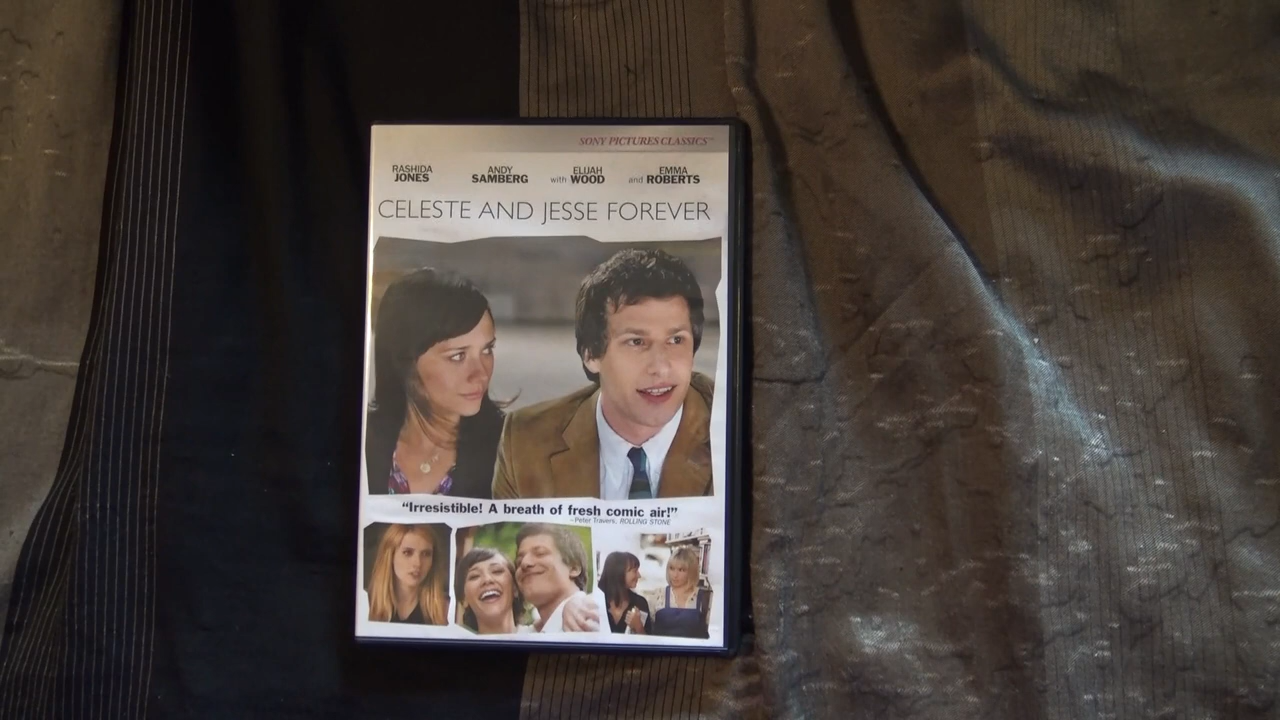 SONY PICTURES CLASSICS™
RASHIDA JONES
ANDY SAMBERG
with ELIJAH WOOD
and EMMA ROBERTS
CELESTE AND JESSE FOREVER
“Irresistible! A breath of fresh comic air!”
- Peter Travers, ROLLING STONE